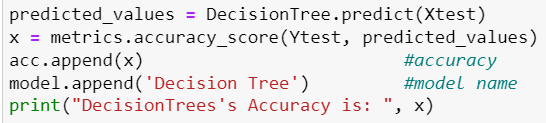 predicted_values = DecisionTree.predict(Xtest)
x = metrics.accuracy_score(Ytest, predicted_values)
acc.append(x) #accuracy
model.append('Decision Tree') #model name
print("DecisionTrees's Accuracy is: ", x)